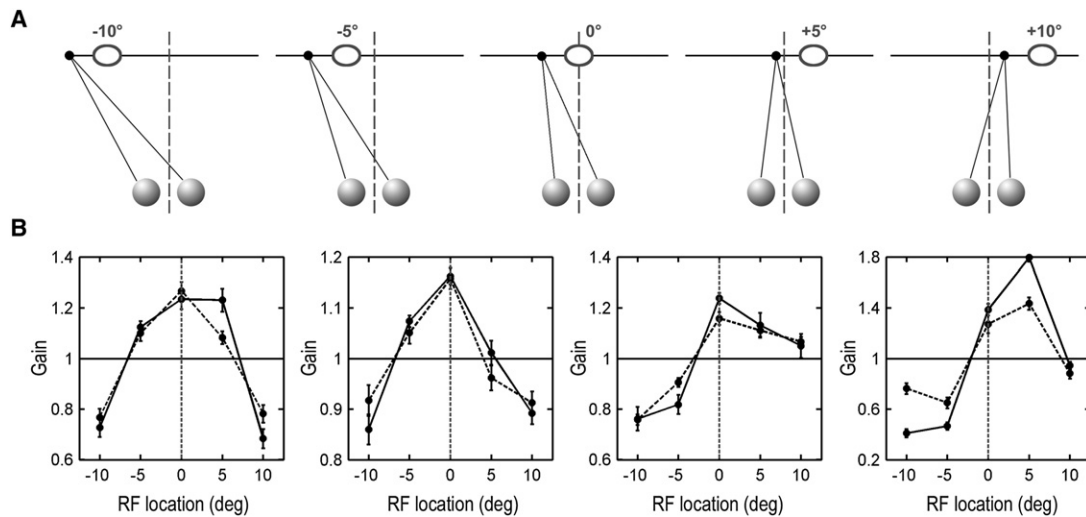 A
-10° -5° 0° +5° +10°
B
1.4 1.2 1.4 1.8
1.2 1.1 1.2 1.4
Gain 1 Gain 1 Gain 1 Gain 1
0.8 0.9 0.8 0.6
0.6 0.8 0.6 0.2
-10 -5 0 5 10 -10 -5 0 5 10 -10 -5 0 5 10 -10 -5 0 5 10
RF location (deg) RF location (deg) RF location (deg) RF location (deg)